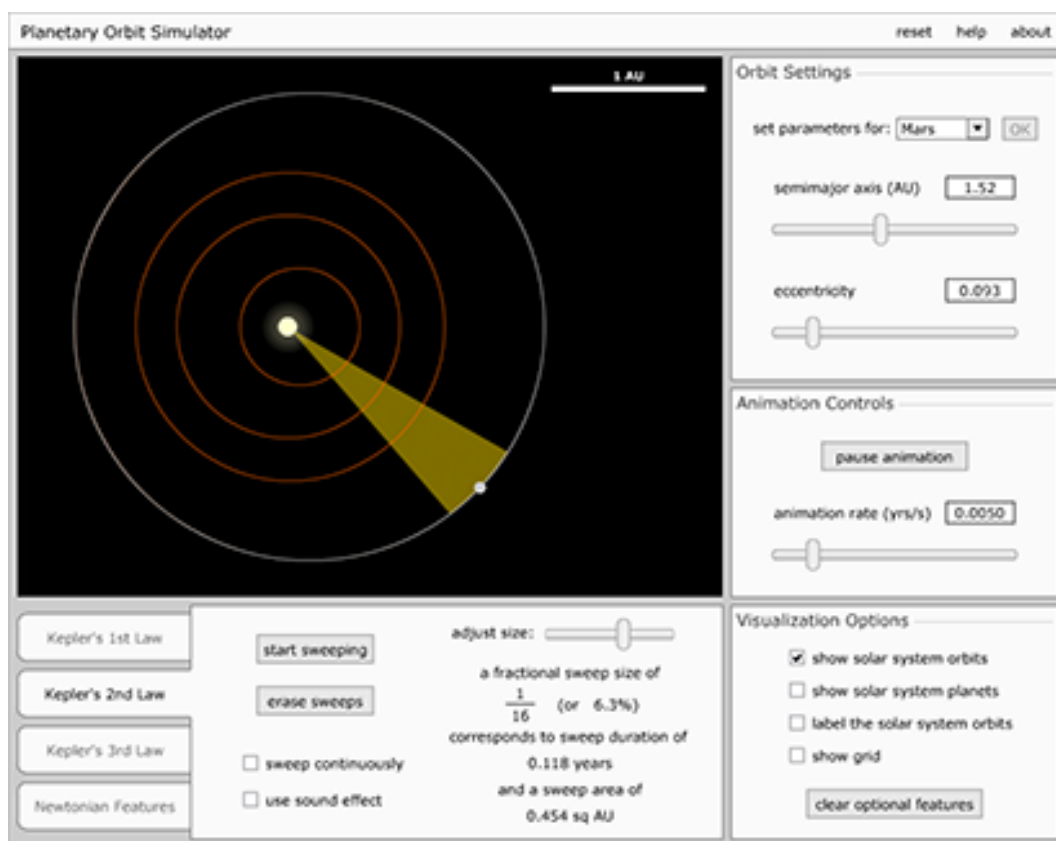 Planetary Orbit Simulator
reset help about
1 AU
Orbit Settings
set parameters for: Mars OK
semimajor axis (AU) 1.52
eccentricity 0.093
Animation Controls
pause animation
animation rate (yrs/s) 0.0050
Kepler's 1st Law
Kepler's 2nd Law
Kepler's 3rd Law
Newtonian Features
start sweeping
erase sweeps
sweep continuously
use sound effect
adjust size:
a fractional sweep size of
1
16 (or 6.3%)
corresponds to sweep duration of
0.118 years
and a sweep area of
0.454 sq AU
Visualization Options
show solar system orbits
show solar system planets
label the solar system orbits
show grid
clear optional features